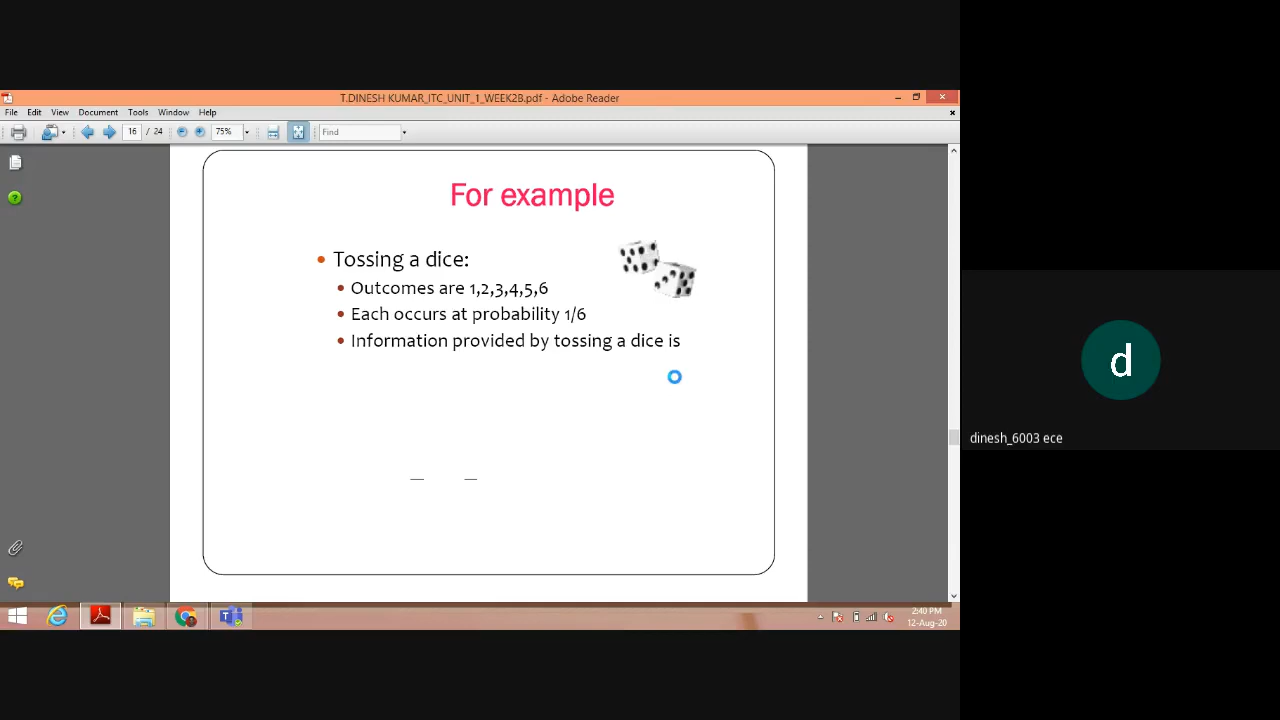 T.DINESH KUMAR_ITC_UNIT_1_WEEK2B.pdf - Adobe Reader
File Edit View Document Tools Window Help
16 / 24 75% Find
For example
Tossing a dice:
Outcomes are 1,2,3,4,5,6
Each occurs at probability 1/6
Information provided by tossing a dice is
d
dinesh_6003 ece
2:40 PM
12-Aug-20